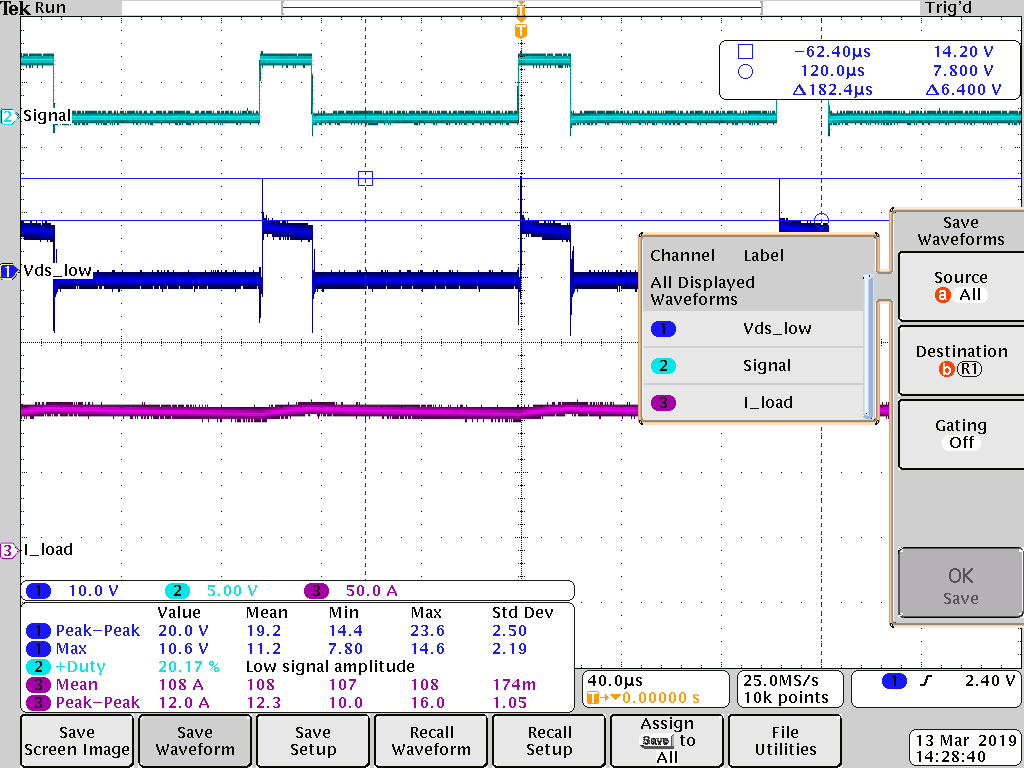 Tek Run Trig'd
T
T
−62.40µs 14.20 V
120.0µs 7.800 V
Δ182.4µs Δ6.400 V
2 Signal
1 Vds_low
3 I_load
Channel Label
All Displayed
Waveforms
1 Vds_low
2 Signal
3 I_load
Save
Waveforms
Source
a All
Destination
b R1
Gating
Off
OK
Save
1 10.0 V 2 5.00 V 3 50.0 A
Value Mean Min Max Std Dev
1 Peak−Peak 20.0 V 19.2 14.4 23.6 2.50
1 Max 10.6 V 11.2 7.80 14.6 2.19
2 +Duty 20.17 % Low signal amplitude
3 Mean 108 A 108 107 108 174m
3 Peak−Peak 12.0 A 12.3 10.0 16.0 1.05
40.0µs
T→▼0.00000 s
25.0MS/s
10k points
1 ƒ 2.40 V
Save
Screen Image
Save
Waveform
Save
Setup
Recall
Waveform
Recall
Setup
Assign
Save to
All
File
Utilities
13 Mar 2019
14:28:40